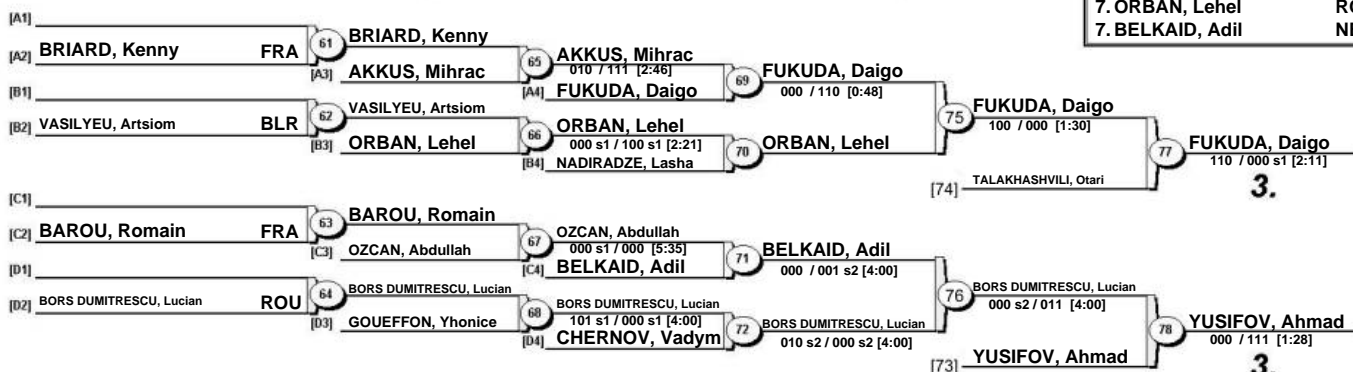 7. ORBAN, Lehel
7. BELKAID, Adil
[A1]
[A2] BRIARD, Kenny FRA
61
BRIARD, Kenny
[A3] AKKUS, Mihrac
65
AKKUS, Mihrac
010 / 111 [2:46]
[A4] FUKUDA, Daigo
69
FUKUDA, Daigo
000 / 110 [0:48]
[B1]
[B2] VASILYEU, Artsiom BLR
62
VASILYEU, Artsiom
[B3] ORBAN, Lehel
66
ORBAN, Lehel
000 s1 / 100 s1 [2:21]
[B4] NADIRADZE, Lasha
70
ORBAN, Lehel
75
FUKUDA, Daigo
100 / 000 [1:30]
[74] TALAKHASHVILI, Otari
77
FUKUDA, Daigo
110 / 000 s1 [2:11]
3.
[C1]
[C2] BAROU, Romain FRA
63
BAROU, Romain
[C3] OZCAN, Abdullah
67
OZCAN, Abdullah
000 s1 / 000 [5:35]
[C4] BELKAID, Adil
71
BELKAID, Adil
000 / 001 s2 [4:00]
[D1]
[D2] BORS DUMITRESCU, Lucian ROU
64
BORS DUMITRESCU, Lucian
[D3] GOUEFFON, Yhonice
68
BORS DUMITRESCU, Lucian
101 s1 / 000 s1 [4:00]
[D4] CHERNOV, Vadym
72
BORS DUMITRESCU, Lucian
010 s2 / 000 s2 [4:00]
76
BORS DUMITRESCU, Lucian
000 s2 / 011 [4:00]
[73] YUSIFOV, Ahmad
78
YUSIFOV, Ahmad
000 / 111 [1:28]
3.